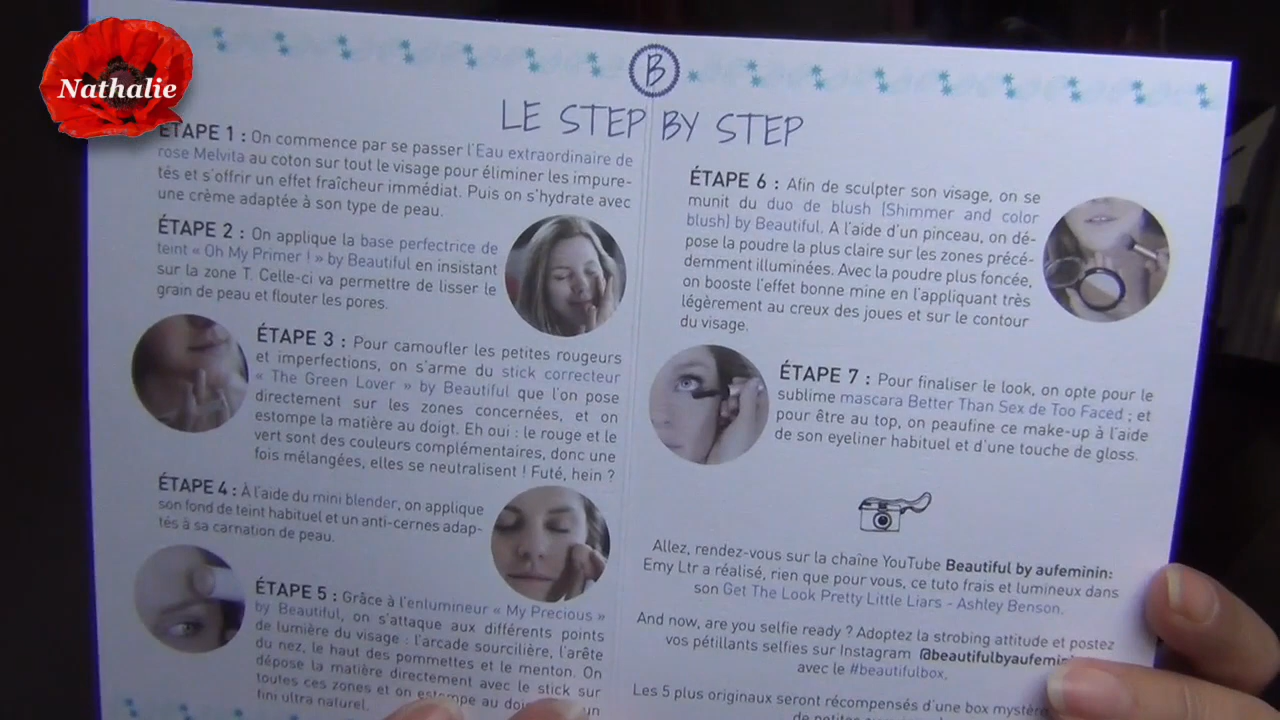 Nathalie
B
LE STEP BY STEP
ÉTAPE 1 : On commence par se passer l'Eau extraordinaire de
rose Melvita au coton sur tout le visage pour éliminer les impure-
tés et s'offrir un effet fraîcheur immédiat. Puis on s'hydrate avec
une crème adaptée à son type de peau.
ÉTAPE 2 : On applique la base perfectrice de
teint « Oh My Primer ! » by Beautiful en insistant
sur la zone T. Celle-ci va permettre de lisser le
grain de peau et flouter les pores.
ÉTAPE 3 : Pour camoufler les petites rougeurs
et imperfections, on s'arme du stick correcteur
« The Green Lover » by Beautiful que l'on pose
directement sur les zones concernées, et on
estompe la matière au doigt. Eh oui : le rouge et le
vert sont des couleurs complémentaires, donc une
fois mélangées, elles se neutralisent ! Futé, hein ?
ÉTAPE 4 : À l'aide du mini blender, on applique
son fond de teint habituel et un anti-cernes adap-
tés à sa carnation de peau.
ÉTAPE 5 : Grâce à l'enlumineur « My Precious »
by Beautiful, on s'attaque aux différents points
de lumière du visage : l'arcade sourcilière, l'arête
du nez, le haut des pommettes et le menton. On
dépose la matière directement avec le stick sur
toutes ces zones et on estompe au un
fini ultra naturel.
ÉTAPE 6 : Afin de sculpter son visage, on se
munit du duo de blush (Shimmer and color
blush) by Beautiful. A l'aide d'un pinceau, on dé-
pose la poudre la plus claire sur les zones précé-
demment illuminées. Avec la poudre plus foncée,
on booste l'effet bonne mine en l'appliquant très
légèrement au creux des joues et sur le contour
du visage.
ÉTAPE 7 : Pour finaliser le look, on opte pour le
sublime mascara Better Than Sex de Too Faced ; et
pour être au top, on peaufine ce make-up à l'aide
de son eyeliner habituel et d'une touche de gloss.
Allez, rendez-vous sur la chaîne YouTube Beautiful by aufeminin:
Emy Ltr a réalisé, rien que pour vous, ce tuto frais et lumineux dans
son Get The Look Pretty Little Liars - Ashley Benson.
And now, are you selfie ready ? Adoptez la strobing attitude et postez
vos pétillants selfies sur Instagram @beautifulbyaufemi
avec le #beautifulbox.
Les 5 plus originaux seront récompensés d'une box mystère
de petites